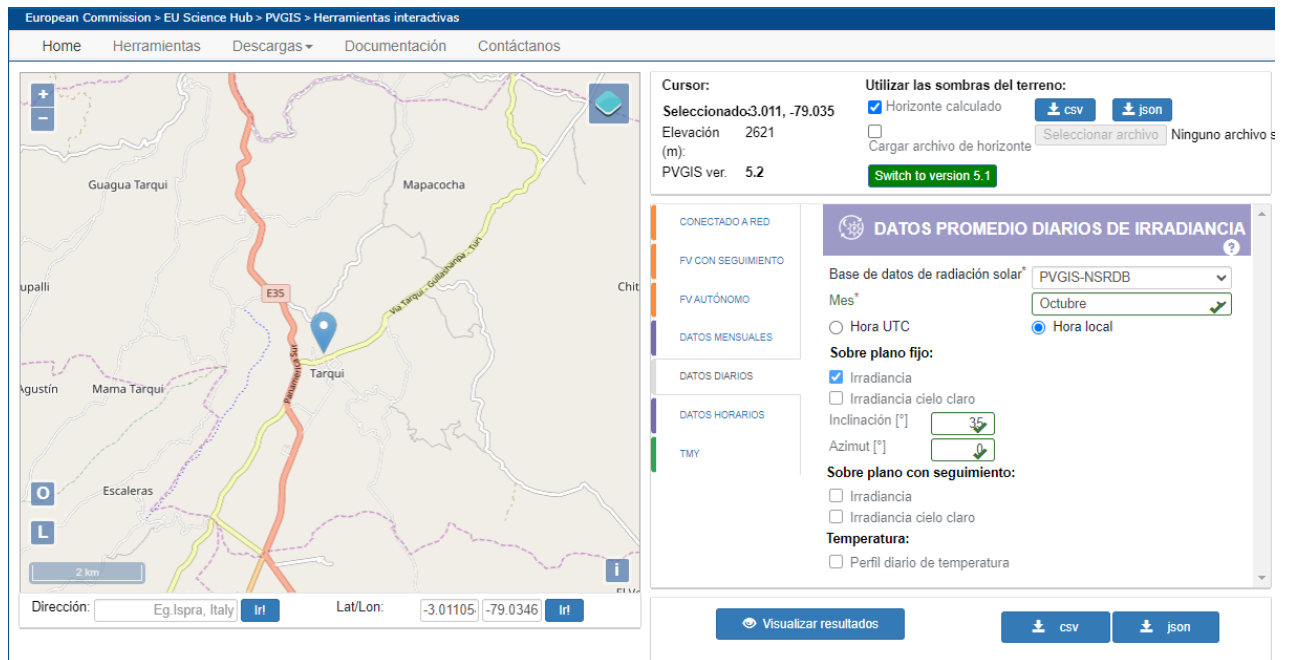 European Commission > EU Science Hub > PVGIS > Herramientas interactivas
Home Herramientas Descargas Documentación Contáctanos
+
−
Guagua Tarqui
Mapacocha
upalli
E35
Chit
Vía Tarqui - Gullashanpa - Turi
Panamericana Sur
Tarqui
Agustín
Mama Tarqui
Escaleras
O
L
2 km
i
El V
Dirección: Eg.Ispra, Italy Ir! Lat/Lon: -3.01105 -79.0346 Ir!
Cursor:
Seleccionado:-3.011, -79.035
Elevación (m): 2621
PVGIS ver. 5.2
Utilizar las sombras del terreno:
Horizonte calculado csv json
Cargar archivo de horizonte Seleccionar archivo Ninguno archivo s
Switch to version 5.1
CONECTADO A RED
FV CON SEGUIMIENTO
FV AUTÓNOMO
DATOS MENSUALES
DATOS DIARIOS
DATOS HORARIOS
TMY
DATOS PROMEDIO DIARIOS DE IRRADIANCIA
?
Base de datos de radiación solar* PVGIS-NSRDB
Mes* Octubre
Hora UTC Hora local
Sobre plano fijo:
Irradiancia
Irradiancia cielo claro
Inclinación [°] 35
Azimut [°] 0
Sobre plano con seguimiento:
Irradiancia
Irradiancia cielo claro
Temperatura:
Perfil diario de temperatura
Visualizar resultados csv json